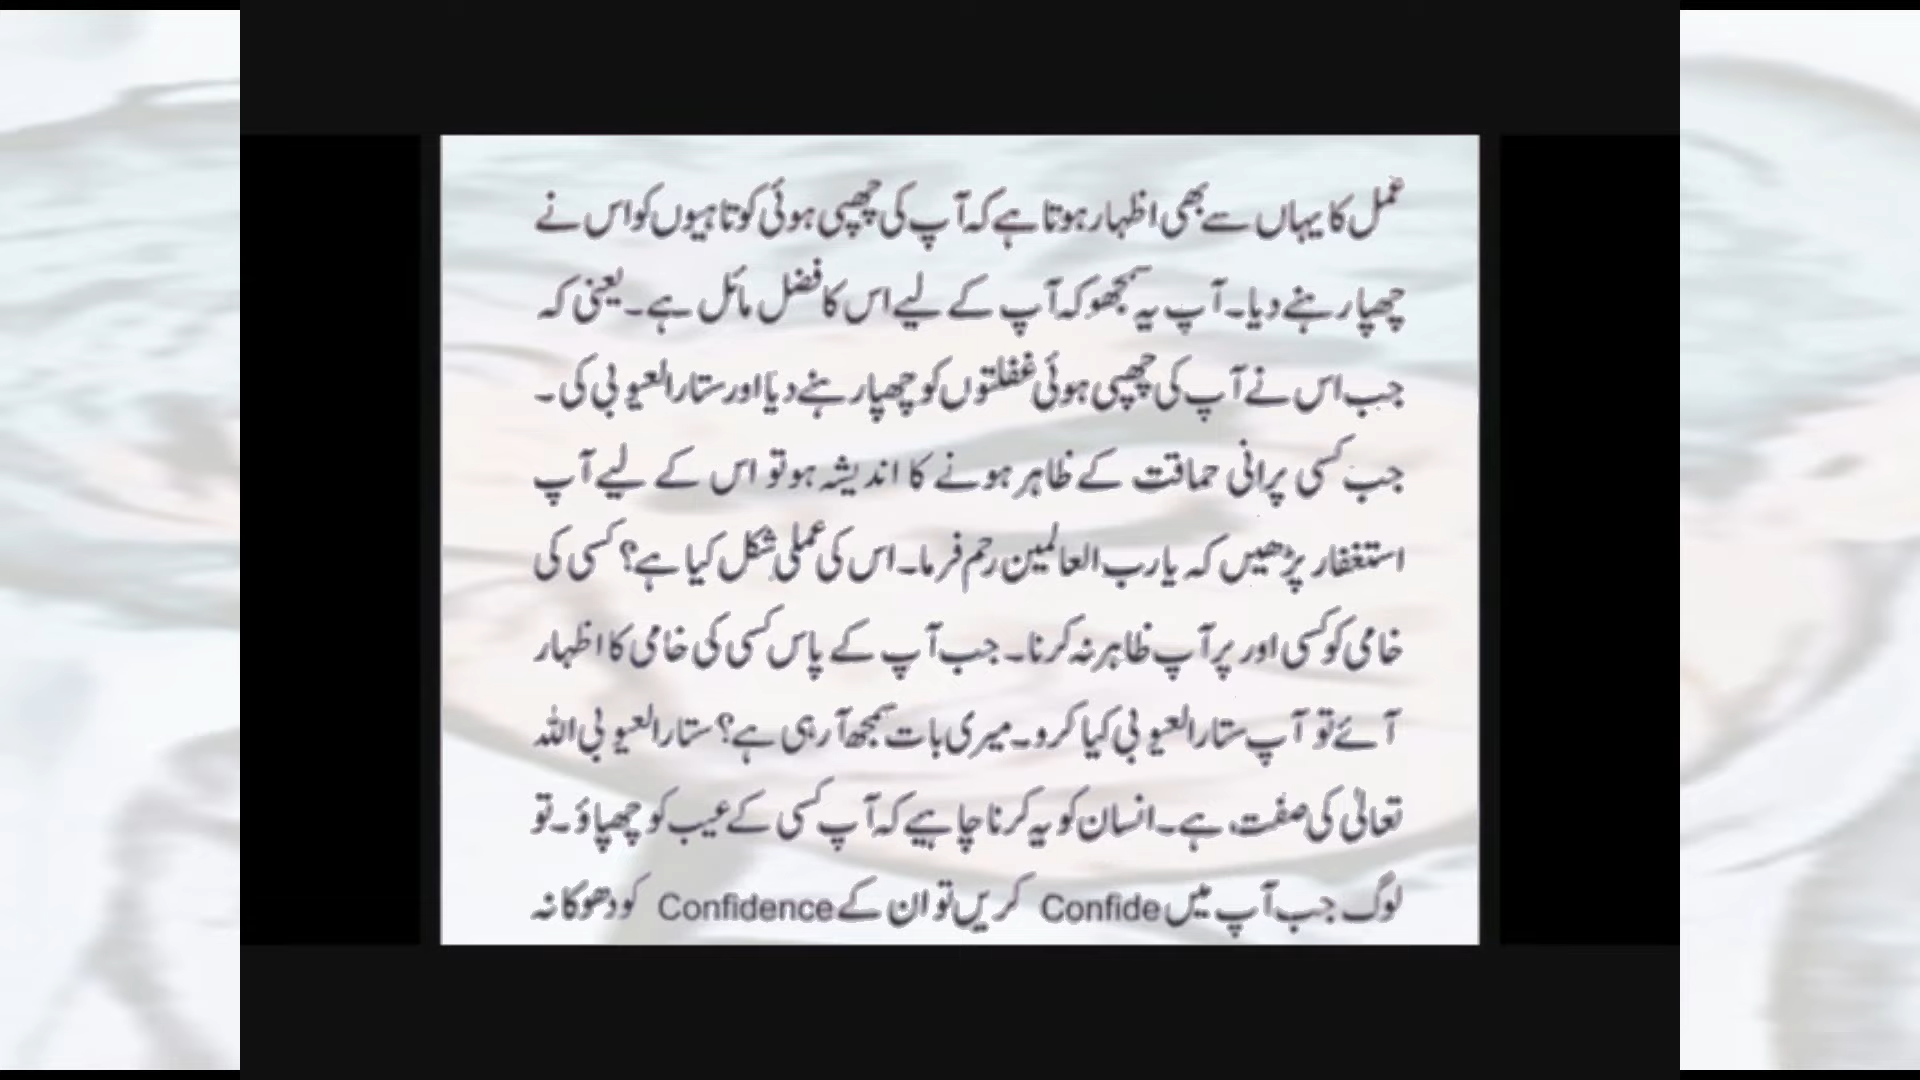 عمل کا یہاں سے بھی اظہار ہوتا ہے کہ آپ کی چھپی ہوئی کوتاہیوں کو اس نے
چھپا رہنے دیا۔ آپ یہ سمجھو کہ آپ کے لیے اس کا فضل مائل ہے۔ یعنی کہ
جب اس نے آپ کی چھپی ہوئی غفلتوں کو چھپا رہنے دیا اور ستار العیوبی کی۔
جب کسی پرانی حماقت کے ظاہر ہونے کا اندیشہ ہو تو اس کے لیے آپ
استغفار پڑھیں کہ یا رب العالمین رحم فرما۔ اس کی عملی شکل کیا ہے؟ کسی کی
خامی کو کسی اور پر آپ ظاہر نہ کرنا۔ جب آپ کے پاس کسی کی خامی کا اظہار
آئے تو آپ ستار العیوبی کیا کرو۔ میری بات سمجھ آ رہی ہے؟ ستار العیوبی اللہ
تعالیٰ کی صفت ہے۔ انسان کو یہ کرنا چاہیے کہ آپ کسی کے عیب کو چھپاؤ۔ تو
لوگ جب آپ میں Confide کریں تو ان کے Confidence کو دھوکا نہ